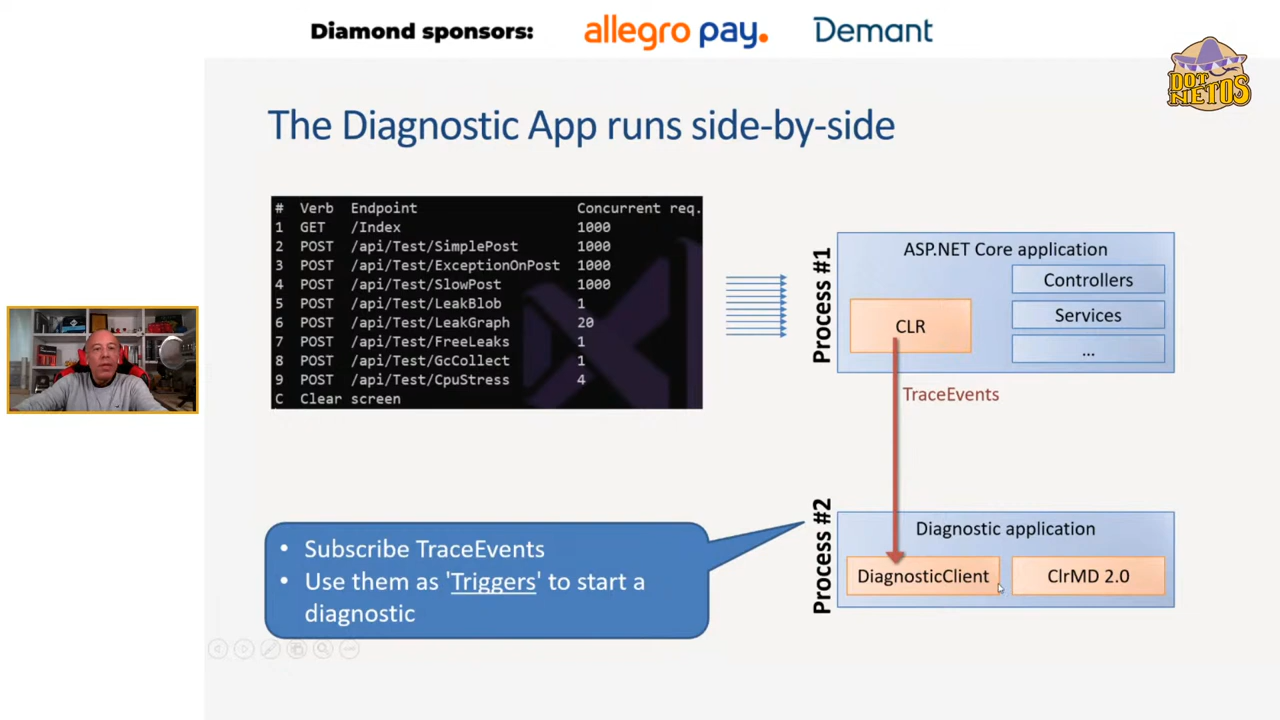 Diamond sponsors:
allegro pay.
Demant
DOT
NETOS
The Diagnostic App runs side-by-side
# Verb Endpoint Concurrent req.
1 GET /Index 1000
2 POST /api/Test/SimplePost 1000
3 POST /api/Test/ExceptionOnPost 1000
4 POST /api/Test/SlowPost 1000
5 POST /api/Test/LeakBlob 1
6 POST /api/Test/LeakGraph 20
7 POST /api/Test/FreeLeaks 1
8 POST /api/Test/GcCollect 1
9 POST /api/Test/CpuStress 4
C Clear screen
Process #1
ASP.NET Core application
CLR
Controllers
Services
...
TraceEvents
• Subscribe TraceEvents
• Use them as 'Triggers' to start a
diagnostic
Process #2
Diagnostic application
DiagnosticClient
ClrMD 2.0